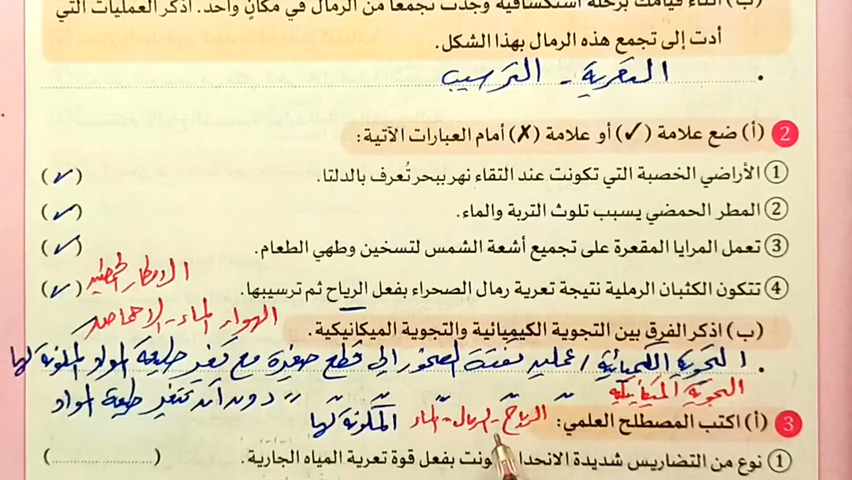 (ب) أثناء قيامك برحلة استكشافية وجدت تجمعًا من الرمال في مكان واحد. اذكر العمليات التي
أدت إلى تجمع هذه الرمال بهذا الشكل.
التعرية - الترسيب
2 (أ) ضع علامة (✓) أو علامة (✗) أمام العبارات الآتية:
1 الأراضي الخصبة التي تكونت عند التقاء نهر ببحر تُعرف بالدلتا. (✓)
2 المطر الحمضي يسبب تلوث التربة والماء. (✓)
3 تعمل المرايا المقعرة على تجميع أشعة الشمس لتسخين وطهي الطعام. (✓)
4 تتكون الكثبان الرملية نتيجة تعرية رمال الصحراء بفعل الرياح ثم ترسيبها. (✓)
الأمطار الحمضية
(ب) اذكر الفرق بين التجوية الكيميائية والتجوية الميكانيكية.
الهواء - الماء - الأحماض
التجوية الكيميائية / عملية تفتت الصخور إلى قطع صغيرة مع تغير طبيعة المواد المكونة لها
التجوية الميكانيكية " " " " دون أن تتغير طبيعة المواد
المكونة لها
الرياح - الرمال - الماء
3 (أ) اكتب المصطلح العلمي:
1 نوع من التضاريس شديدة الانحدا ونت بفعل قوة تعرية المياه الجارية. (..........)